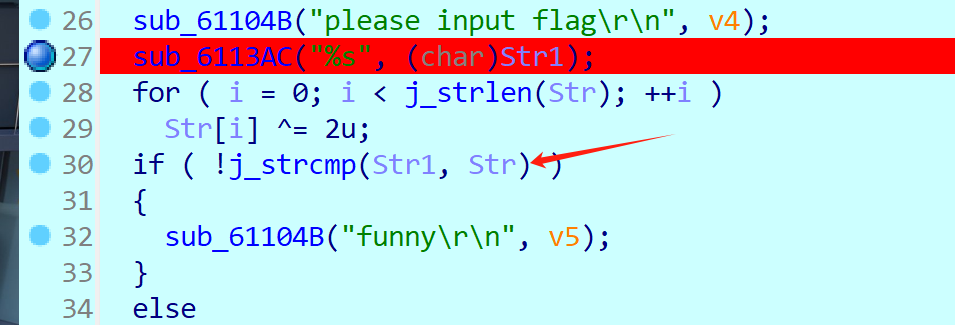 26 sub_61104B("please input flag\r\n", v4);
27 sub_6113AC("%s", (char)Str1);
28 for ( i = 0; i < j_strlen(Str); ++i )
29 Str[i] ^= 2u;
30 if ( !j_strcmp(Str1, Str) )
31 {
32 sub_61104B("funny\r\n", v5);
33 }
34 else